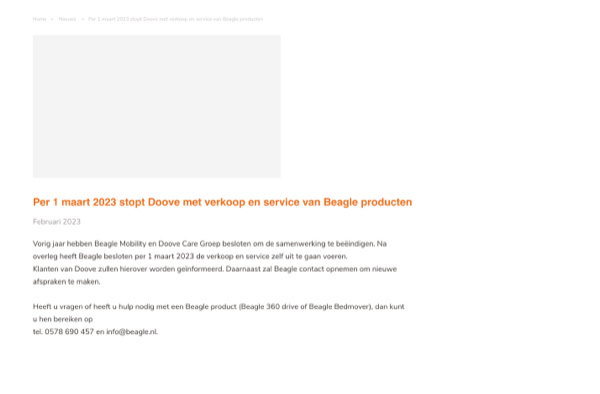 Home > Nieuws > Per 1 maart 2023 stopt Doove met verkoop en service van Beagle producten
Per 1 maart 2023 stopt Doove met verkoop en service van Beagle producten
Februari 2023
Vorig jaar hebben Beagle Mobility en Doove Care Groep besloten om de samenwerking te beëindigen. Na
overleg heeft Beagle besloten per 1 maart 2023 de verkoop en service zelf uit te gaan voeren.
Klanten van Doove zullen hierover worden geïnformeerd. Daarnaast zal Beagle contact opnemen om nieuwe
afspraken te maken.
Heeft u vragen of heeft u hulp nodig met een Beagle product (Beagle 360 drive of Beagle Bedmover), dan kunt
u hen bereiken op
tel. 0578 690 457 en info@beagle.nl.